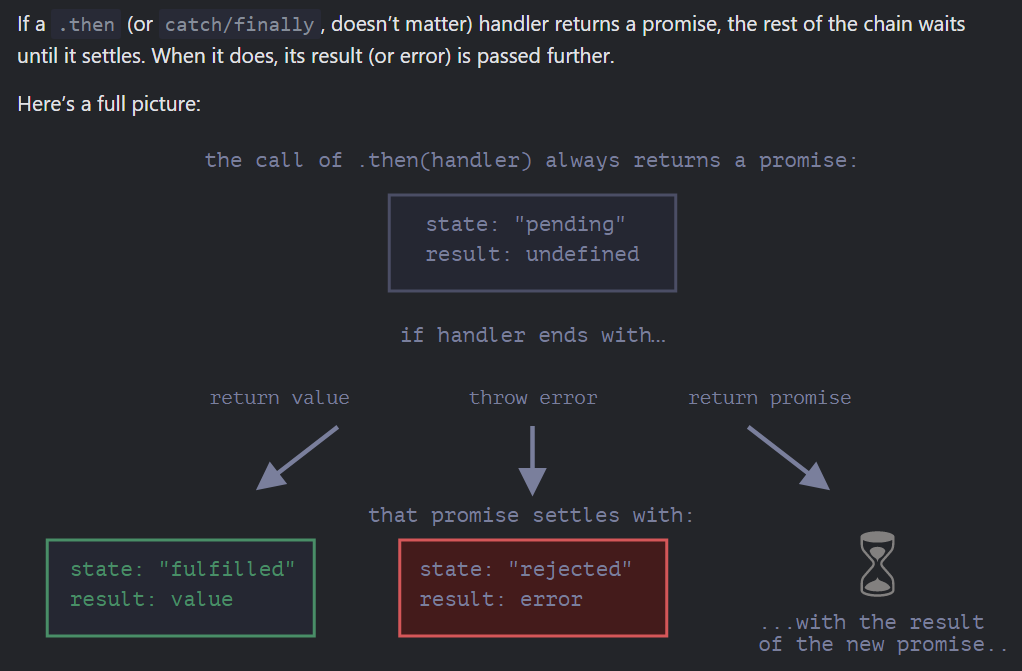 If a .then (or catch/finally, doesn’t matter) handler returns a promise, the rest of the chain waits
until it settles. When it does, its result (or error) is passed further.
Here’s a full picture:
the call of .then(handler) always returns a promise:
state: "pending"
result: undefined
if handler ends with…
return value
throw error
return promise
that promise settles with:
state: "fulfilled"
result: value
state: "rejected"
result: error
...with the result
of the new promise..